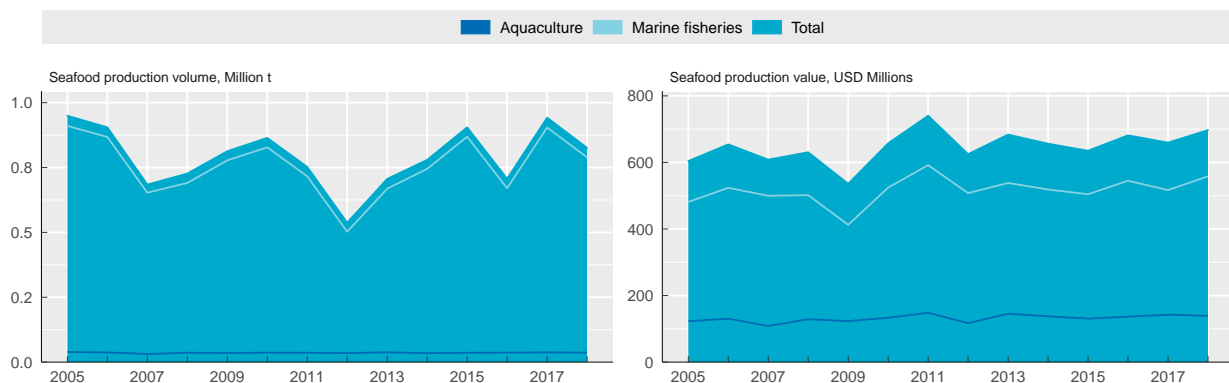 Aquaculture Marine fisheries Total
Seafood production volume, Million t
1.0
0.8
0.5
0.2
0.0
2005 2007 2009 2011 2013 2015 2017
Seafood production value, USD Millions
800
600
400
200
0
2005 2007 2009 2011 2013 2015 2017